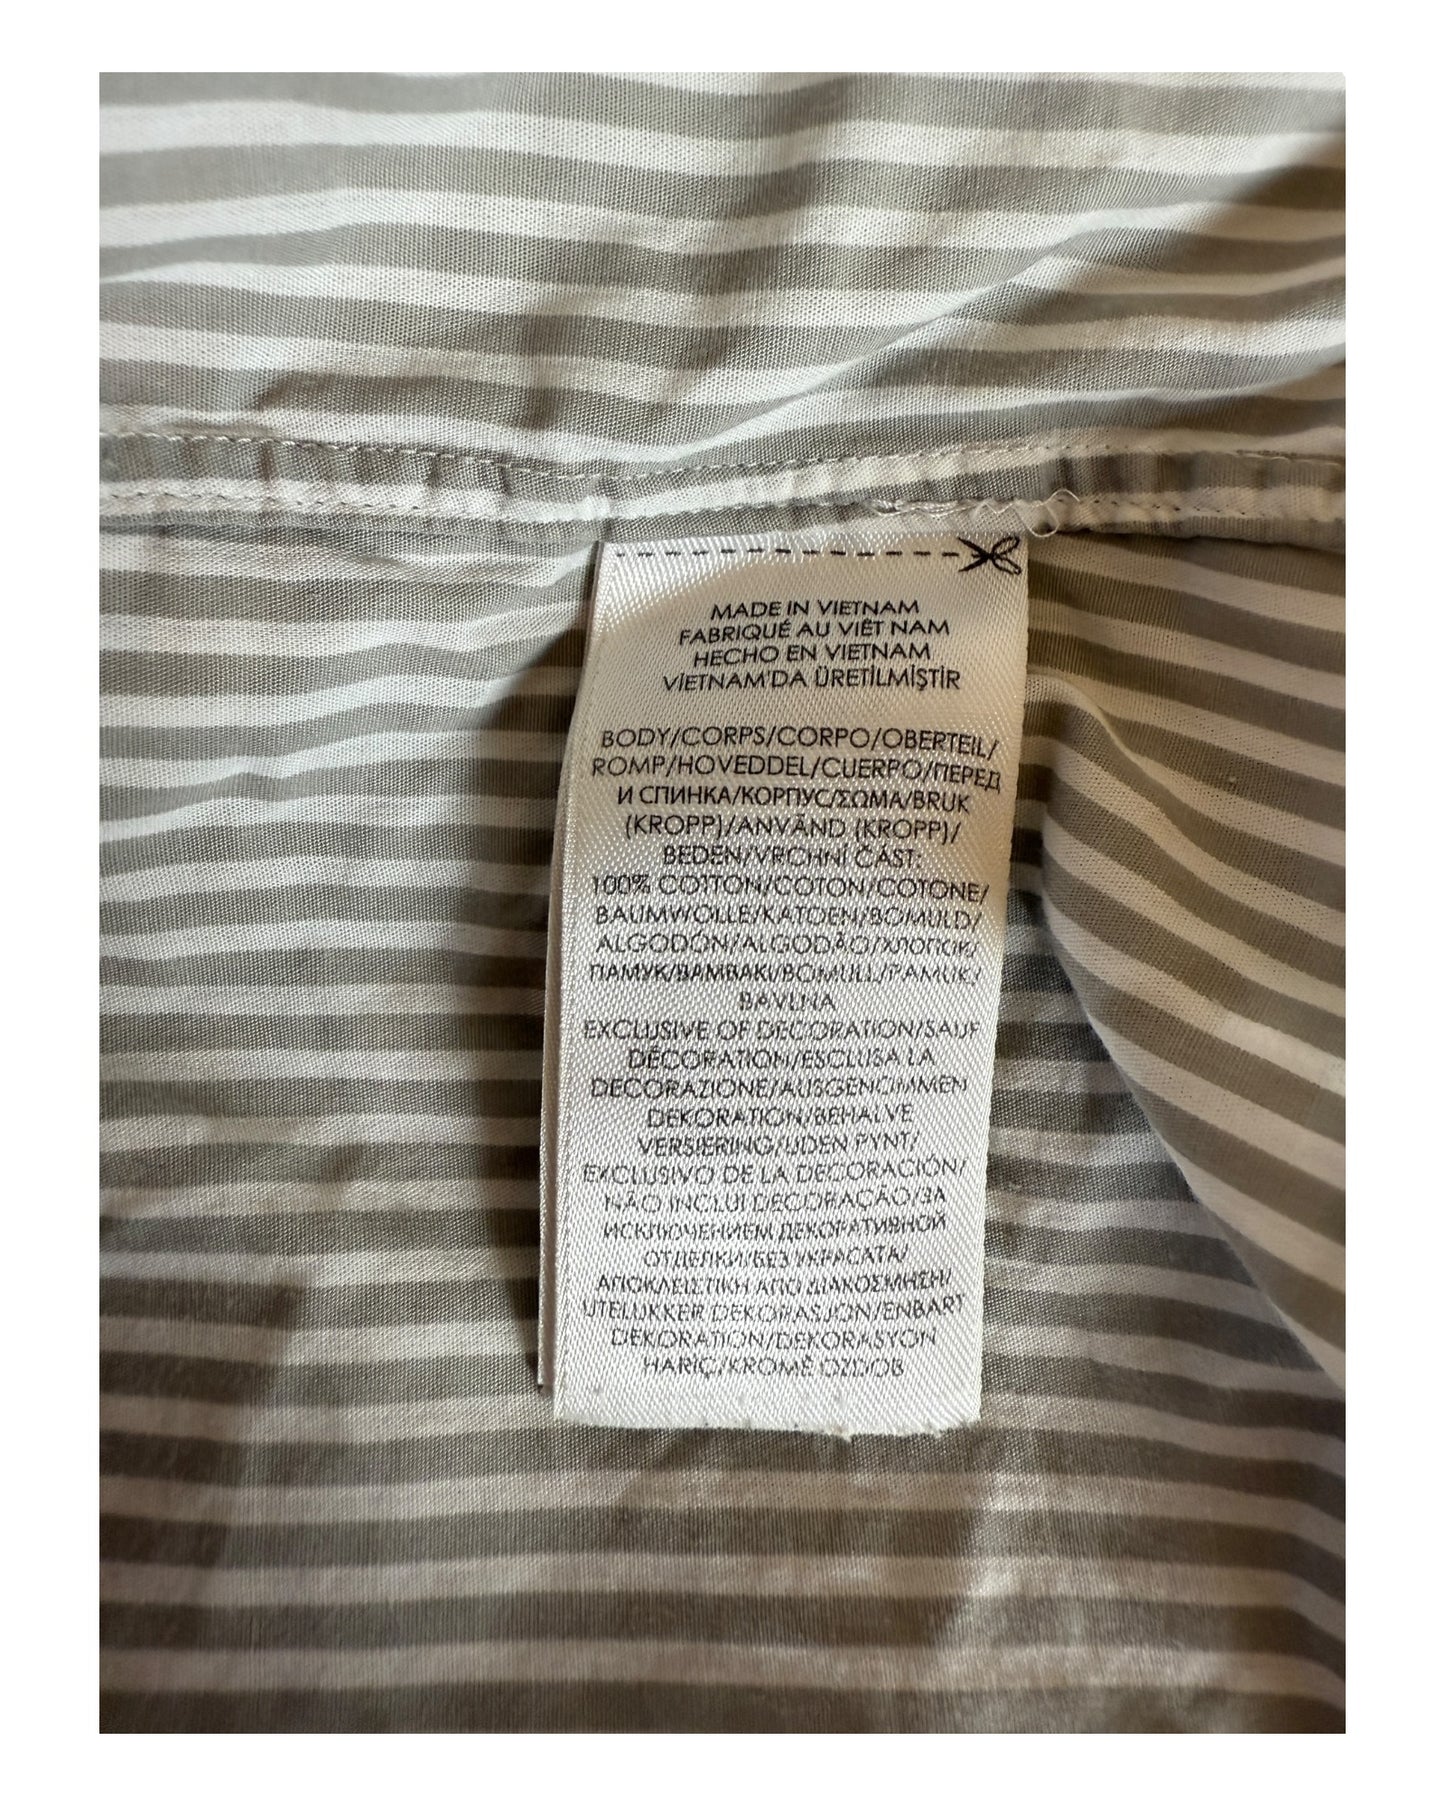 MADE IN VIETNAM
FABRIQUÉ AU VIÊT NAM
HECHO EN VIETNAM
VİETNAM'DA ÜRETİLMİŞTİR
BODY/CORPS/CORPO/OBERTEIL/
ROMP/HOVEDDEL/CUERPO/ПЕРЕД
И СПИНКА/КОРПУС/ΣΩΜΑ/BRUK
(KROPP)/ANVÄND (KROPP)/
BEDEN/VRCHNÍ ČÁST:
100% COTTON/COTON/COTONE/
BAUMWOLLE/KATOEN/BOMULD/
ALGODÓN/ALGODÃO/ХЛОПОК/
ПАМУК/ΒΑΜΒΑΚΙ/BOMULL/PAMUK/
BAVLNA
EXCLUSIVE OF DECORATION/SAUF
DÉCORATION/ESCLUSA LA
DECORAZIONE/AUSGENOMMEN
DEKORATION/BEHALVE
VERSIERING/UDEN PYNT/
EXCLUSIVO DE LA DECORACIÓN/
NÃO INCLUI DECORAÇÃO/ЗА
ИСКЛЮЧЕНИЕМ ДЕКОРАТИВНОЙ
ОТДЕЛКИ/БЕЗ УКРАСАТА/
ΑΠΟΚΛΕΙΣΤΙΚΗ ΑΠΟ ΔΙΑΚΟΣΜΗΣΗ/
UTELUKKER DEKORASJON/ENBART
DEKORATION/DEKORASYON
HARİÇ/KROMĚ OZDOB